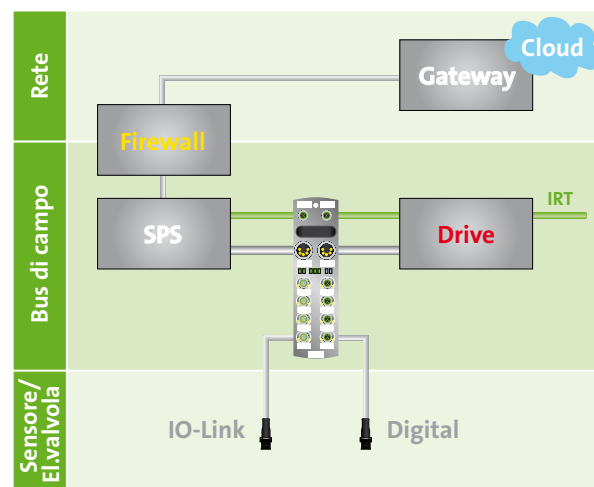 Rete
Cloud
Gateway
Firewall
Bus di campo
IRT
SPS
Drive
Sensore/
El.valvola
IO-Link
Digital